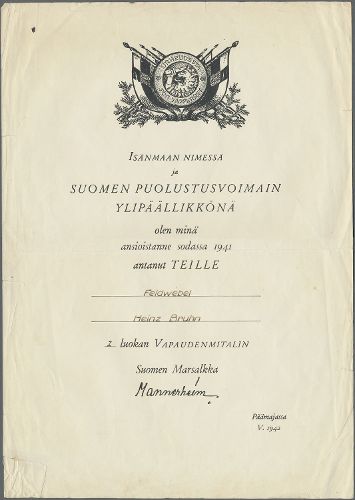 ISÄNMAAN NIMESSÄ
ja
SUOMEN PUOLUSTUSVOIMAIN
YLIPÄÄLLIKKÖNÄ
olen minä
ansioistanne sodassa 1941
antanut TEILLE
Feldwebel
Heinz Bruhn
2. luokan VAPAUDENMITALIN
Suomen Marsalkka
Mannerheim
Päämajassa
V. 1942